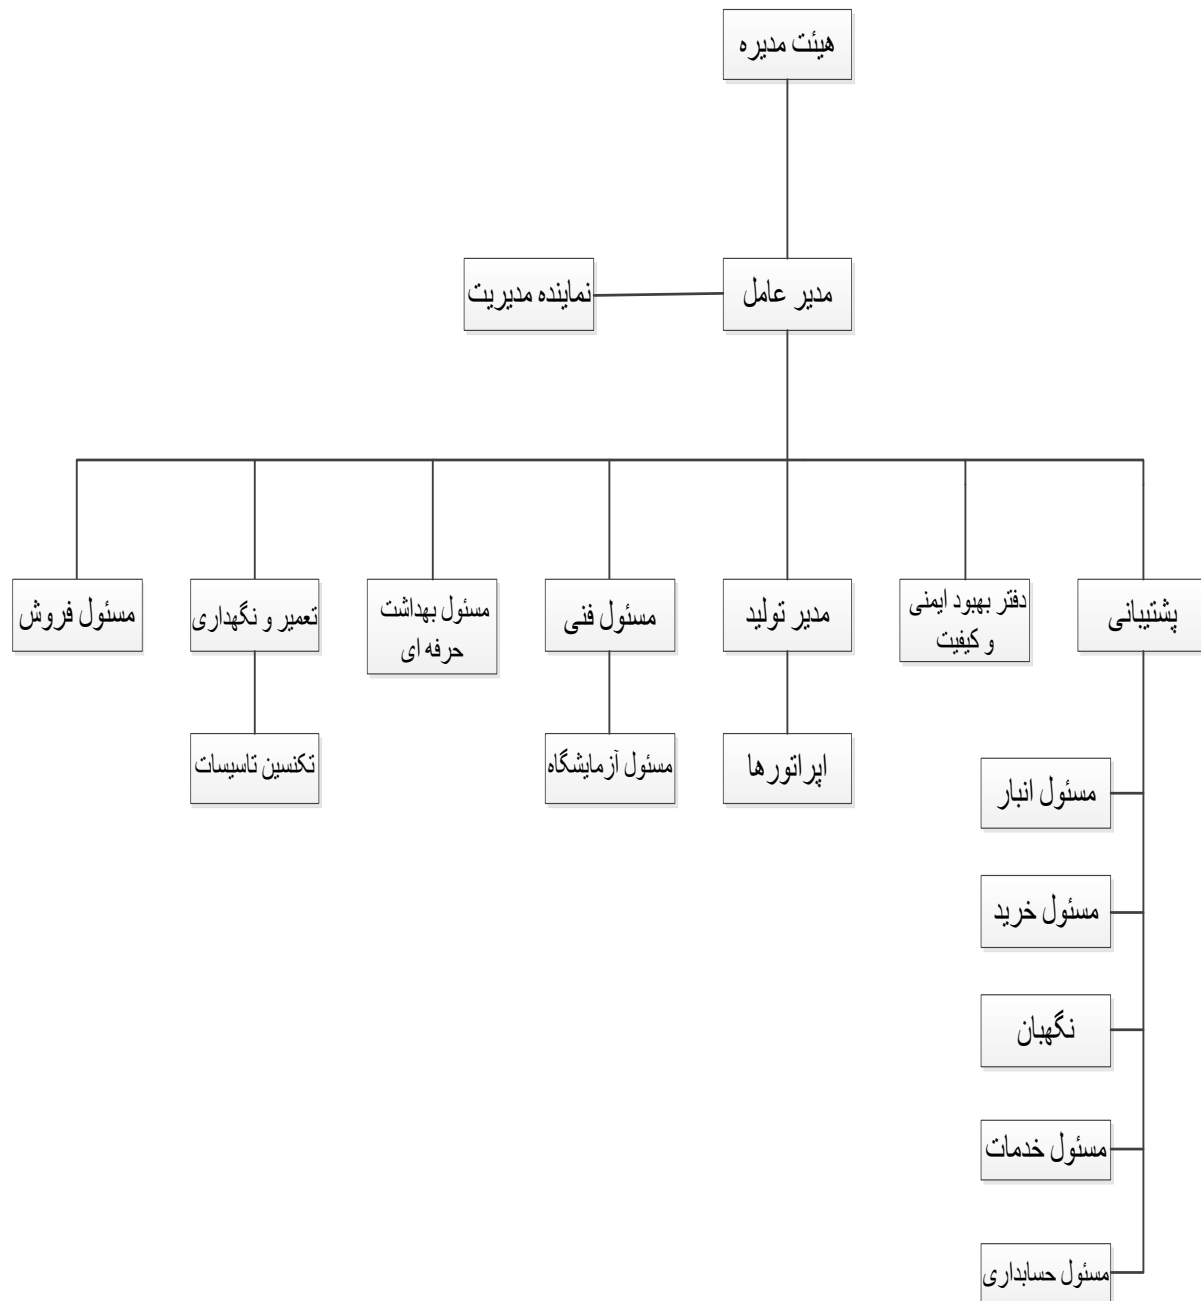 هیئت مدیره
مدیر عامل
نماینده مدیریت
پشتیبانی
دفتر بهبود ایمنی
و کیفیت
مدیر تولید
مسئول فنی
مسئول بهداشت
حرفه ای
تعمیر و نگهداری
مسئول فروش
اپراتورها
مسئول آزمایشگاه
تکنسین تاسیسات
مسئول انبار
مسئول خرید
نگهبان
مسئول خدمات
مسئول حسابداری